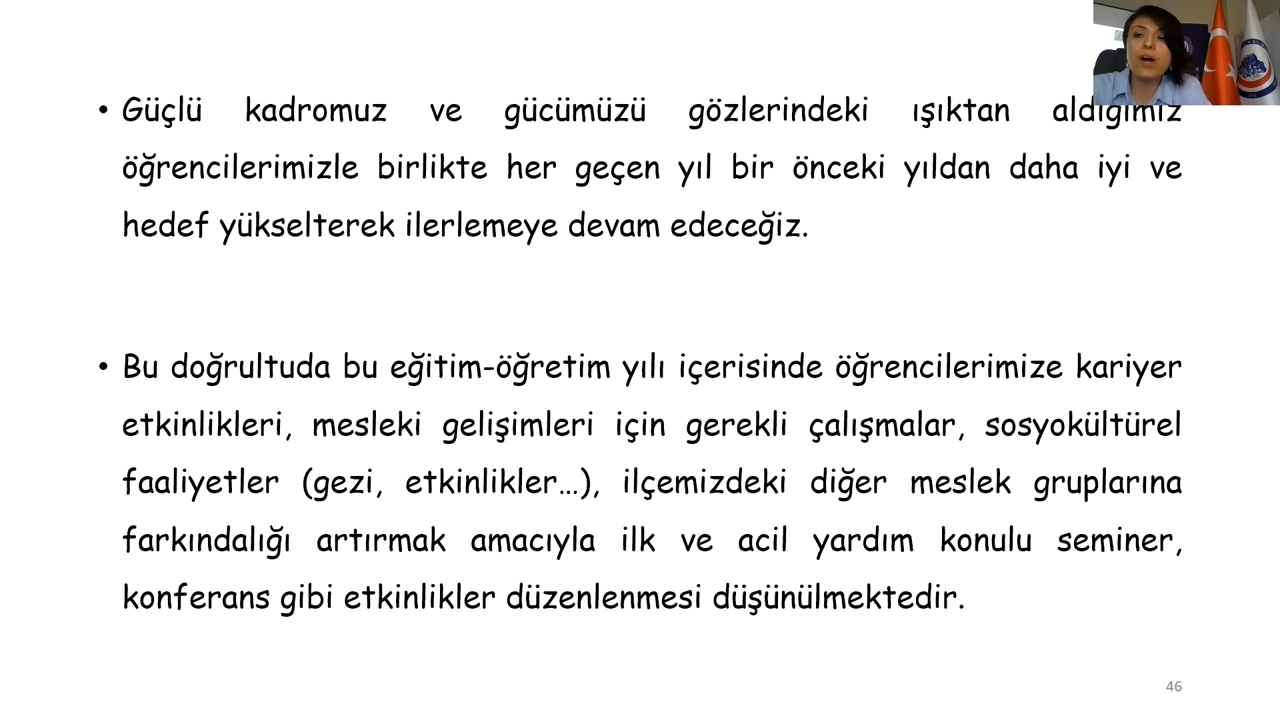 • Güçlü kadromuz ve gücümüzü gözlerindeki ışıktan aldığımız
öğrencilerimizle birlikte her geçen yıl bir önceki yıldan daha iyi ve
hedef yükselterek ilerlemeye devam edeceğiz.
• Bu doğrultuda bu eğitim-öğretim yılı içerisinde öğrencilerimize kariyer
etkinlikleri, mesleki gelişimleri için gerekli çalışmalar, sosyokültürel
faaliyetler (gezi, etkinlikler…), ilçemizdeki diğer meslek gruplarına
farkındalığı artırmak amacıyla ilk ve acil yardım konulu seminer,
konferans gibi etkinlikler düzenlenmesi düşünülmektedir.
46